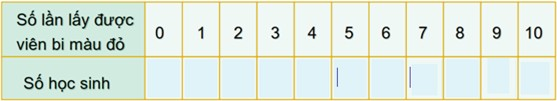 Số lần lấy được viên bi màu đỏ 0 1 2 3 4 5 6 7 8 9 10
Số học sinh | |